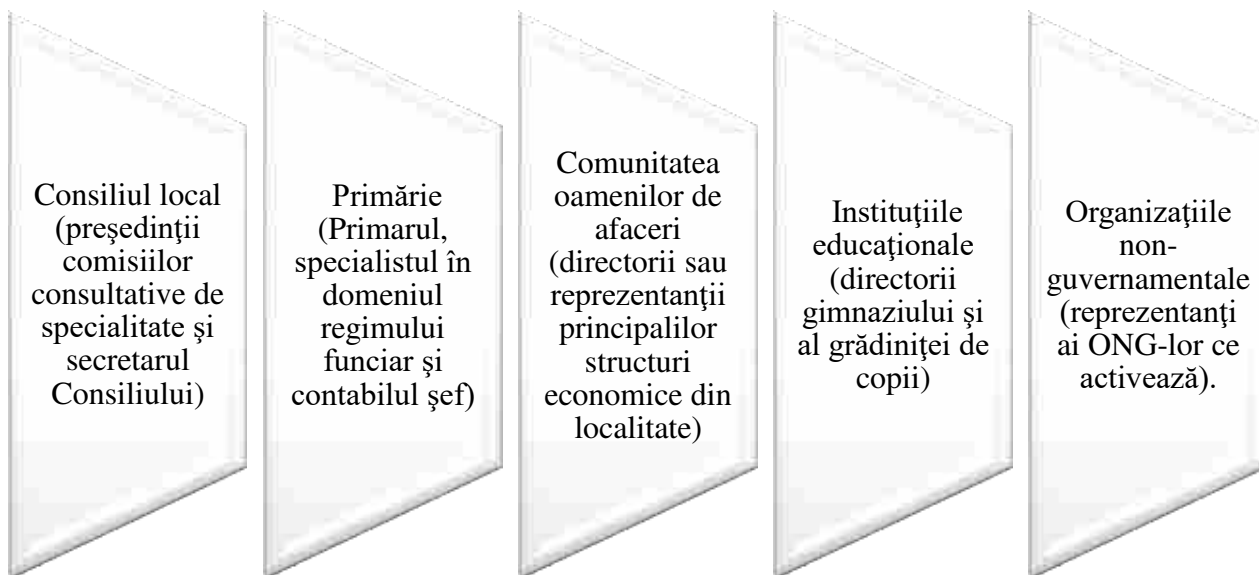 Consiliul local
(preşedinţii
comisiilor
consultative de
specialitate şi
secretarul
Consiliului)
Primărie
(Primarul,
specialistul în
domeniul
regimului
funciar şi
contabilul şef)
Comunitatea
oamenilor de
afaceri
(directorii sau
reprezentanţii
principalilor
structuri
economice din
localitate)
Instituţiile
educaţionale
(directorii
gimnaziului şi
al grădiniţei de
copii)
Organizaţiile
non-
guvernamentale
(reprezentanţi
ai ONG-lor ce
activează).